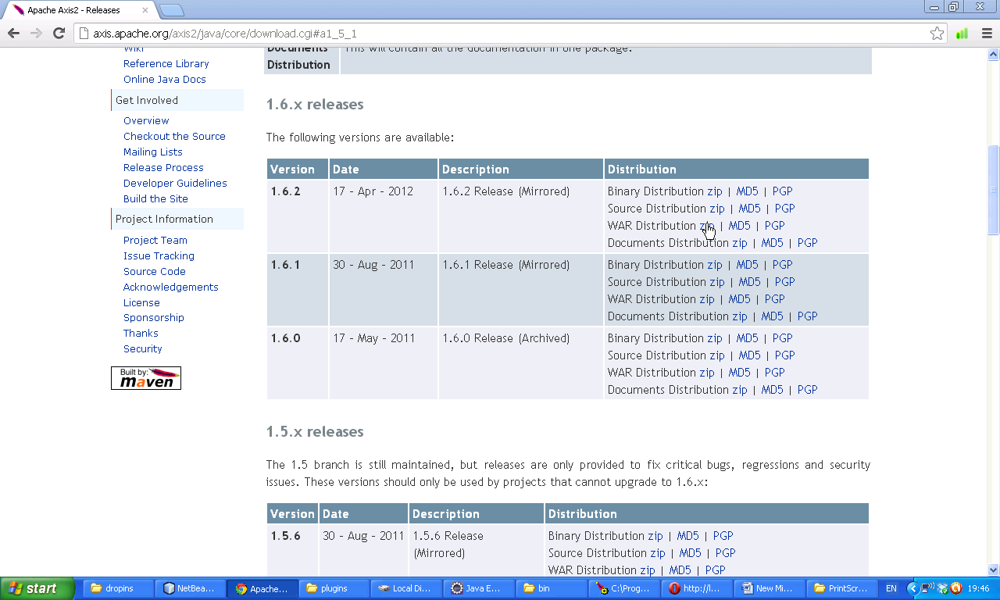 Apache Axis2 - Releases
axis.apache.org/axis2/java/core/download.cgi#a1_5_1
Wiki
Reference Library
Online Java Docs
Get Involved
Overview
Checkout the Source
Mailing Lists
Release Process
Developer Guidelines
Build the Site
Project Information
Project Team
Issue Tracking
Source Code
Acknowledgements
License
Sponsorship
Thanks
Security
Built by:
maven
Documents Distribution
This will contain all the documentation in one package.
1.6.x releases
The following versions are available:
Version Date Description Distribution
1.6.2 17 - Apr - 2012 1.6.2 Release (Mirrored) Binary Distribution zip | MD5 | PGP
Source Distribution zip | MD5 | PGP
WAR Distribution zip | MD5 | PGP
Documents Distribution zip | MD5 | PGP
1.6.1 30 - Aug - 2011 1.6.1 Release (Mirrored) Binary Distribution zip | MD5 | PGP
Source Distribution zip | MD5 | PGP
WAR Distribution zip | MD5 | PGP
Documents Distribution zip | MD5 | PGP
1.6.0 17 - May - 2011 1.6.0 Release (Archived) Binary Distribution zip | MD5 | PGP
Source Distribution zip | MD5 | PGP
WAR Distribution zip | MD5 | PGP
Documents Distribution zip | MD5 | PGP
1.5.x releases
The 1.5 branch is still maintained, but releases are only provided to fix critical bugs, regressions and security
issues. These versions should only be used by projects that cannot upgrade to 1.6.x:
Version Date Description Distribution
1.5.6 30 - Aug - 2011 1.5.6 Release Binary Distribution zip | MD5 | PGP
(Mirrored) Source Distribution zip | MD5 | PGP
WAR Distribution zip | MD5 | PGP
start dropins NetBea... Apache... plugins Local Di... Java E... bin C:\Prog... http://l... New Mi... PrintScr... EN 19:46